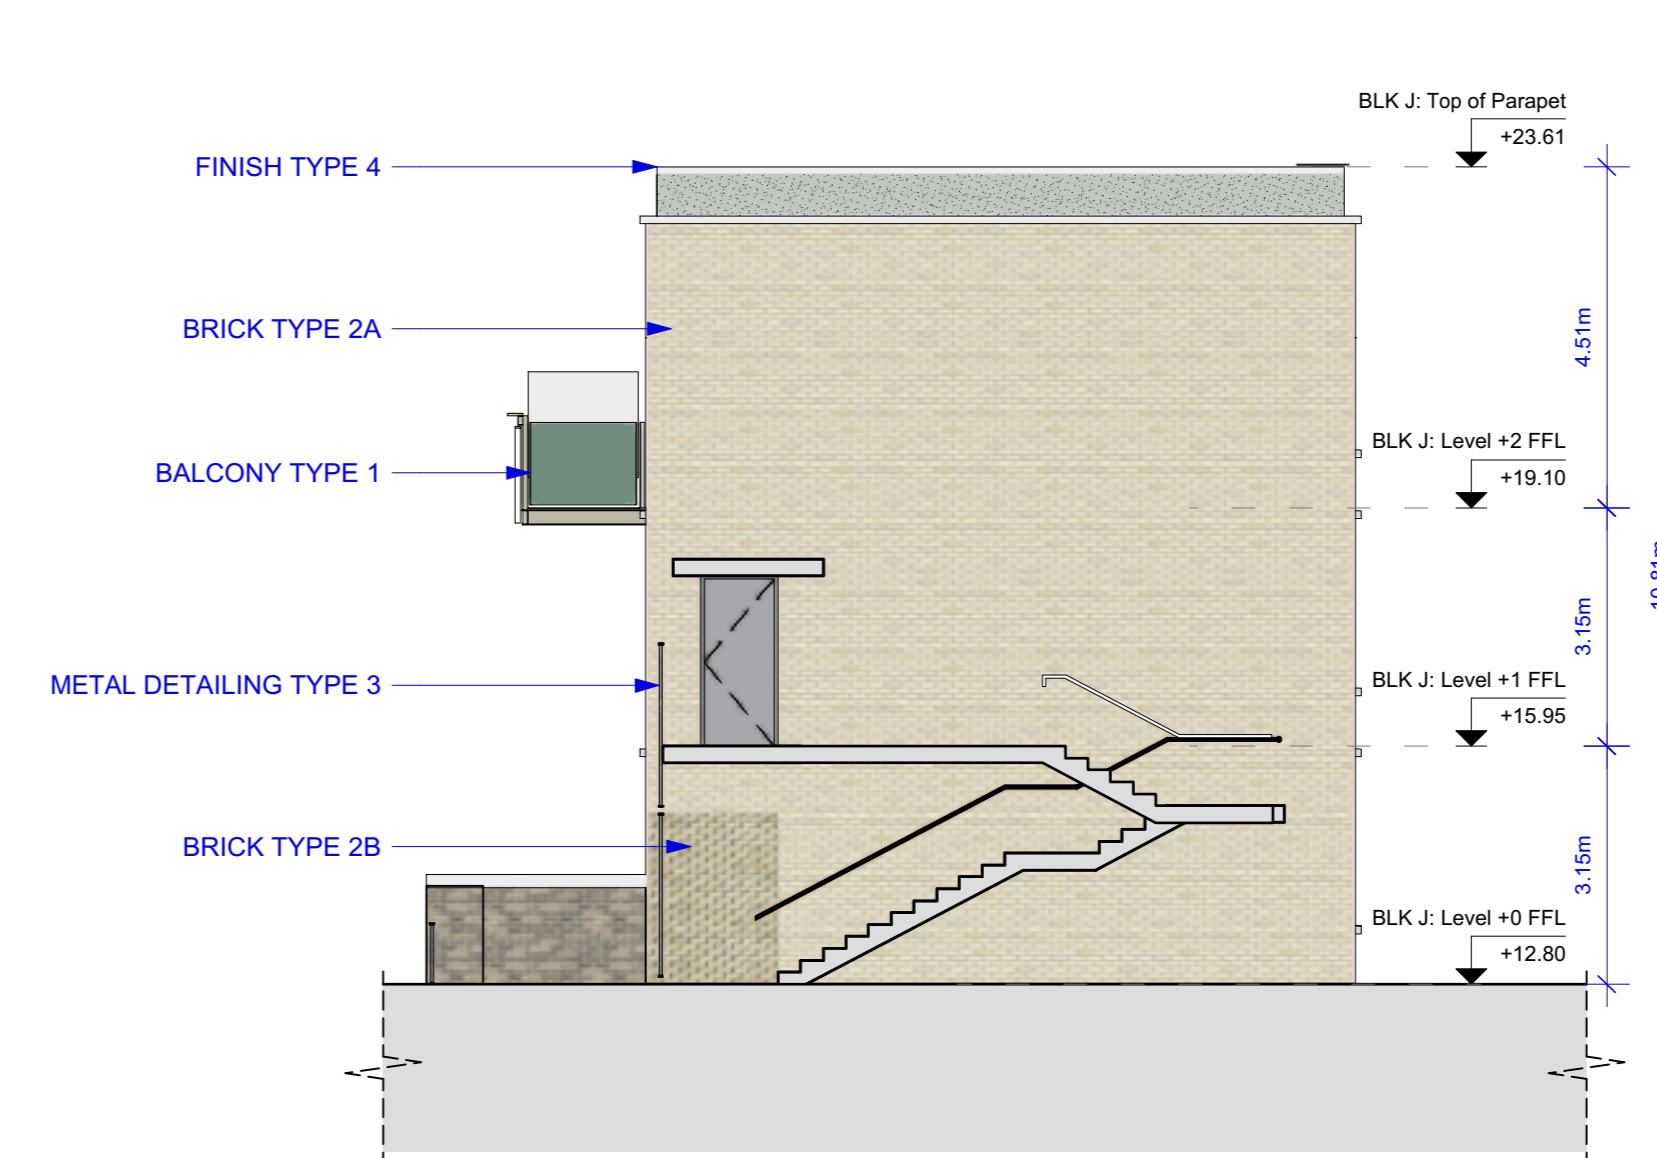 BLK J: Top of Parapet
+23.61
FINISH TYPE 4
BRICK TYPE 2A
4.51m
BLK J: Level +2 FFL
+19.10
BALCONY TYPE 1
3.15m
METAL DETAILING TYPE 3
BLK J: Level +1 FFL
+15.95
BRICK TYPE 2B
3.15m
BLK J: Level +0 FFL
+12.80